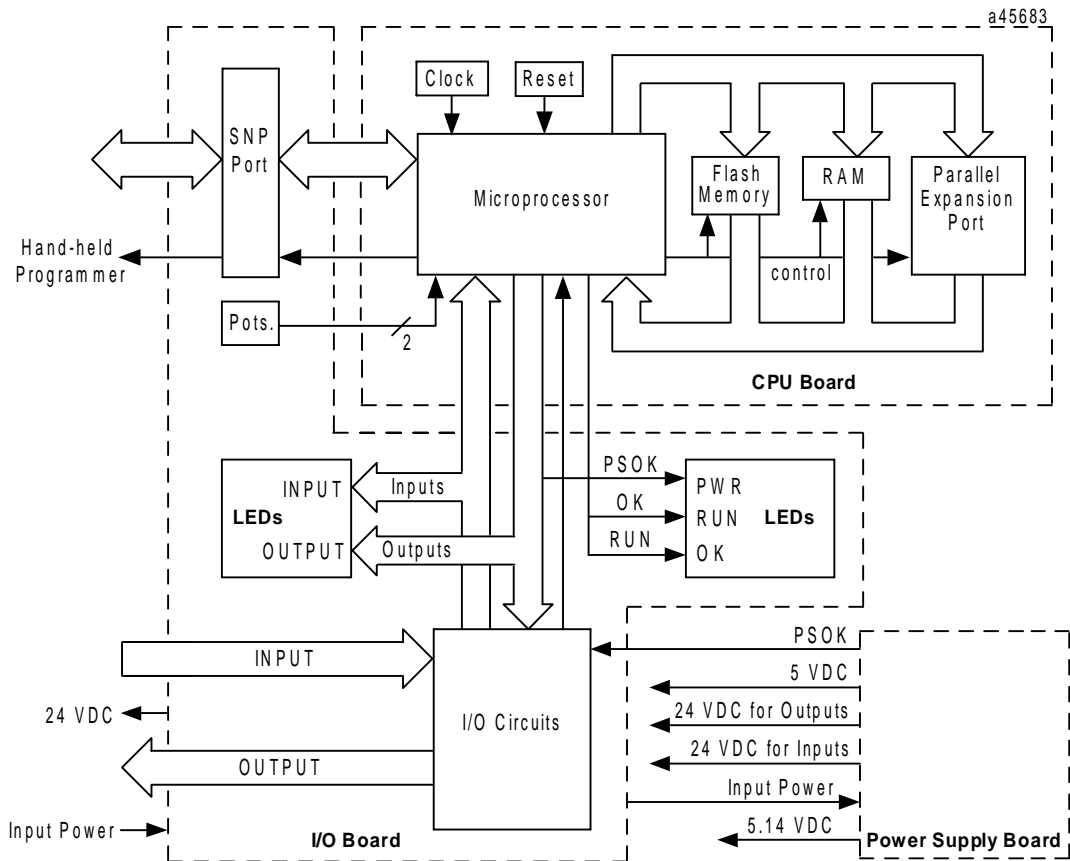 a45683
Clock
Reset
SNP
Port
Microprocessor
Flash
Memory
RAM
Parallel
Expansion
Port
Hand-held
Programmer
control
Pots.
2
CPU Board
INPUT
Inputs
LEDs
OUTPUT
Outputs
PSOK
PWR
OK
RUN
LEDs
RUN
OK
INPUT
PSOK
5 VDC
24 VDC
I/O Circuits
24 VDC for Outputs
24 VDC for Inputs
OUTPUT
Input Power
Input Power
I/O Board
5.14 VDC
Power Supply Board